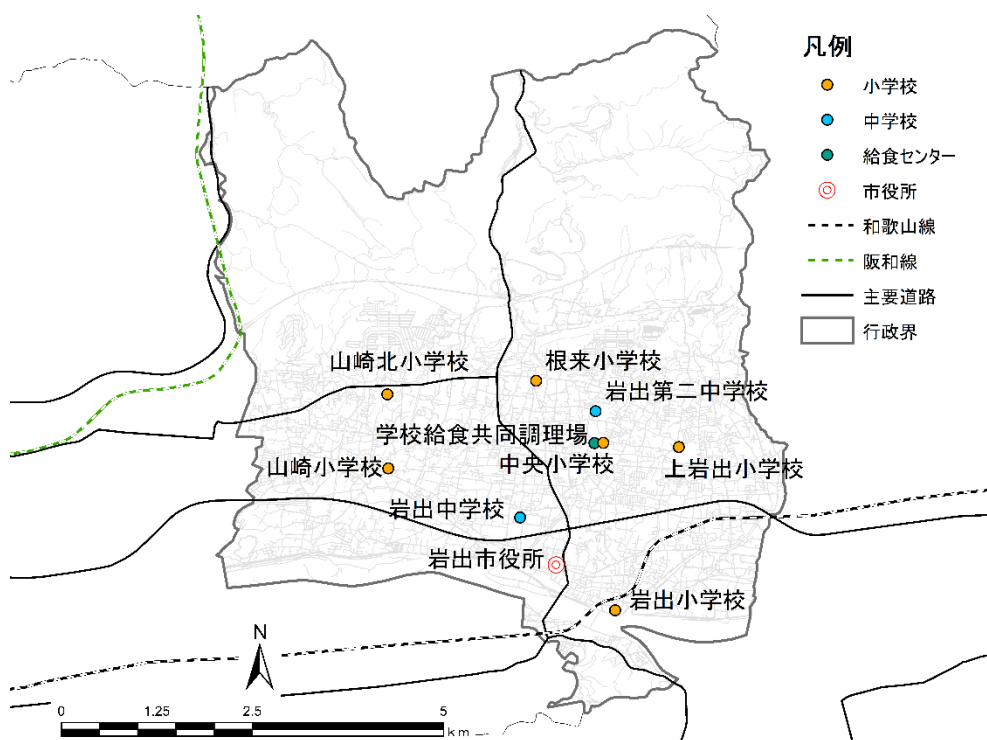 凡例
小学校
中学校
給食センター
市役所
和歌山線
阪和線
主要道路
行政界
山崎北小学校
根来小学校
岩出第二中学校
学校給食共同調理場
中央小学校
上岩出小学校
山崎小学校
岩出中学校
岩出市役所
岩出小学校
N
0 1.25 2.5 5
km